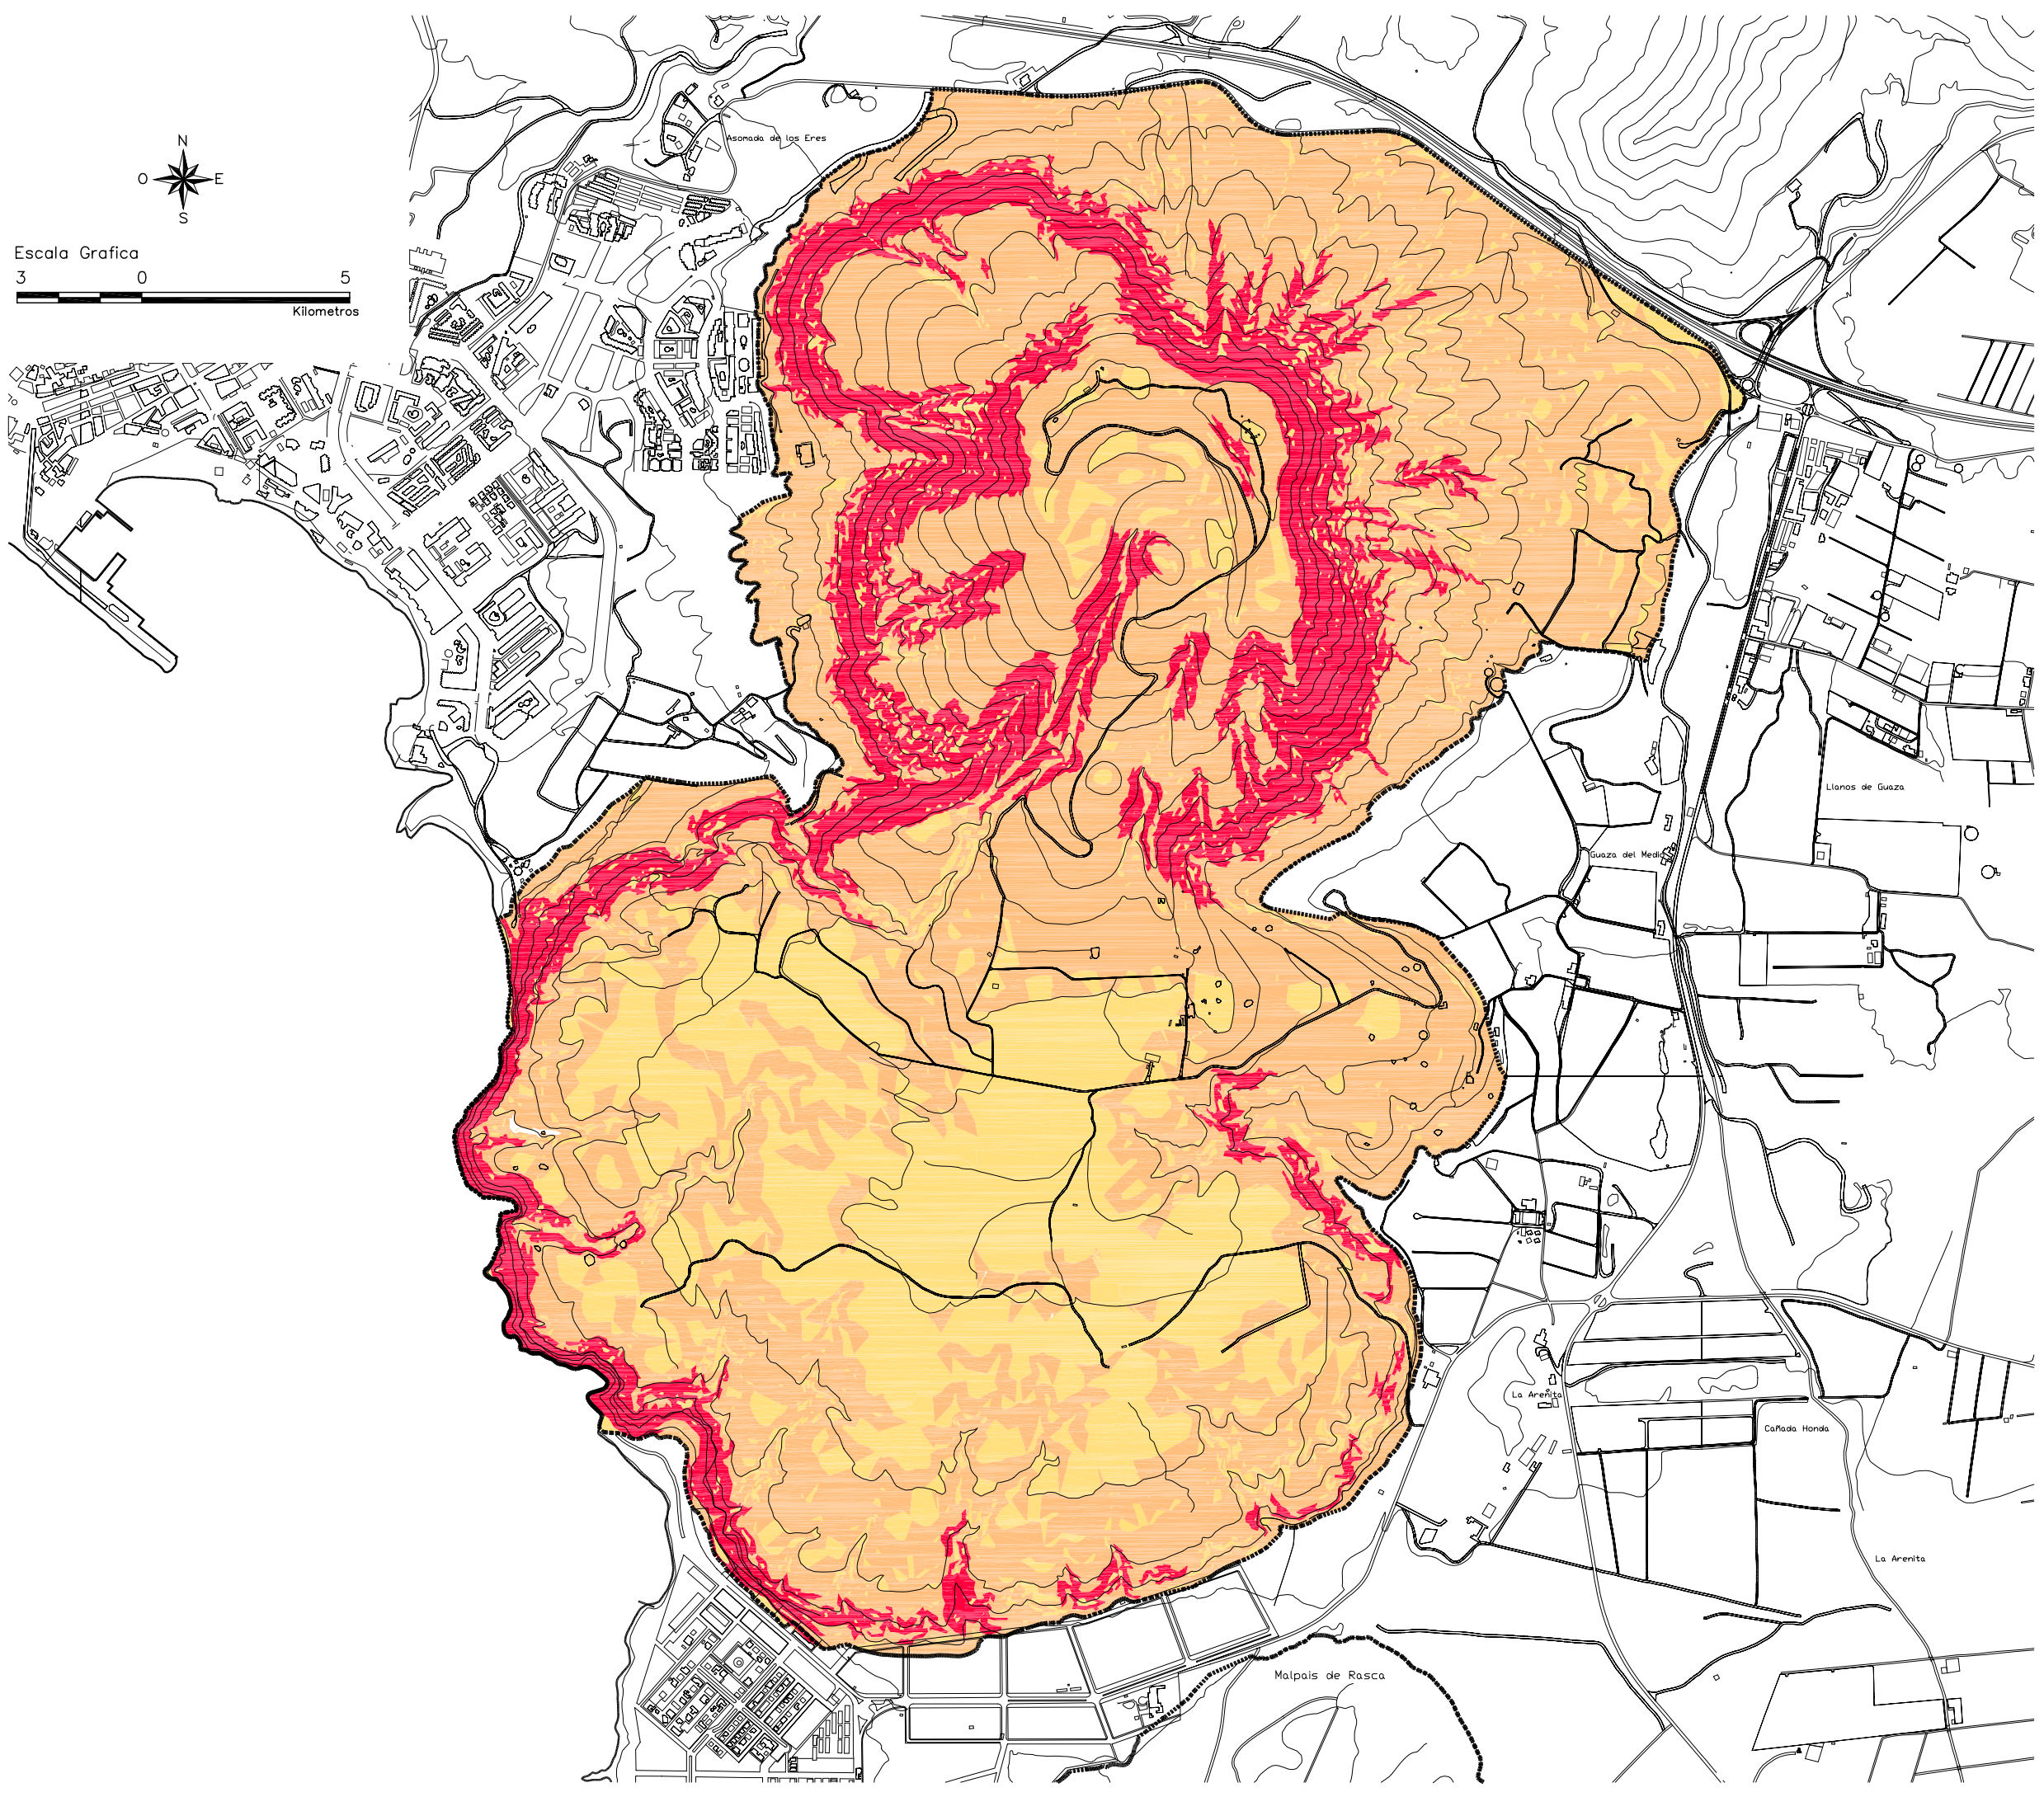 N
O
E
S
Escala Grafica
3
0
5
Kilometros
Asomada de los Eres
Llanos de Guaza
Guaza del Medio
La Arenita
Cañada Honda
La Arenita
Malpais de Rasca